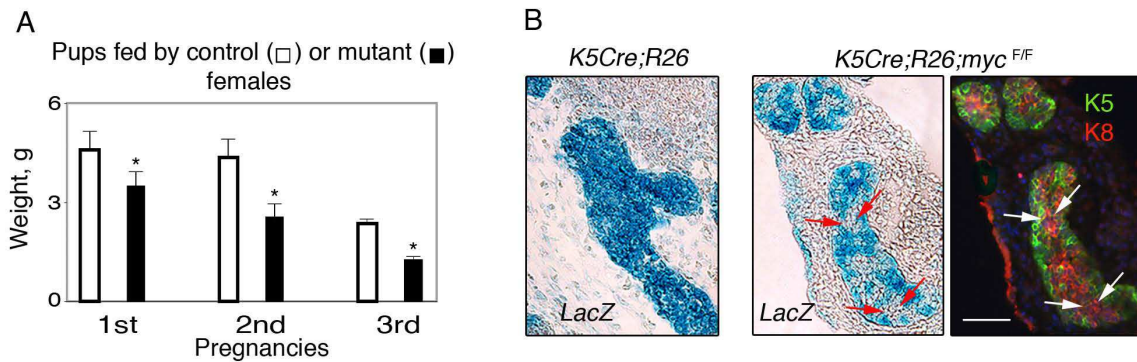 A
Pups fed by control (□) or mutant (■)
females
Weight, g
6
3
0
* * *
1st 2nd 3rd
Pregnancies
B
K5Cre;R26
LacZ
K5Cre;R26;myc F/F
LacZ
K5
K8